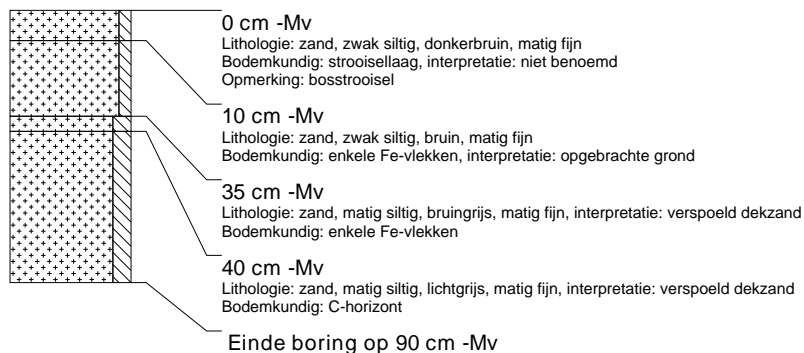 0 cm -Mv
Lithologie: zand, zwak siltig, donkerbruin, matig fijn
Bodemkundig: strooisellaag, interpretatie: niet benoemd
Opmerking: bosstrooisel
10 cm -Mv
Lithologie: zand, zwak siltig, bruin, matig fijn
Bodemkundig: enkele Fe-vlekken, interpretatie: opgebrachte grond
35 cm -Mv
Lithologie: zand, matig siltig, bruingrijs, matig fijn, interpretatie: verspoeld dekzand
Bodemkundig: enkele Fe-vlekken
40 cm -Mv
Lithologie: zand, matig siltig, lichtgrijs, matig fijn, interpretatie: verspoeld dekzand
Bodemkundig: C-horizont
Einde boring op 90 cm -Mv